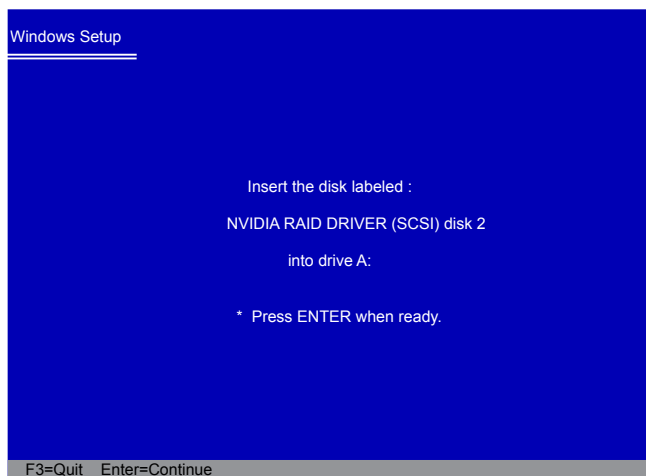 Windows Setup
Insert the disk labeled :
NVIDIA RAID DRIVER (SCSI) disk 2
into drive A:
* Press ENTER when ready.
F3=Quit Enter=Continue